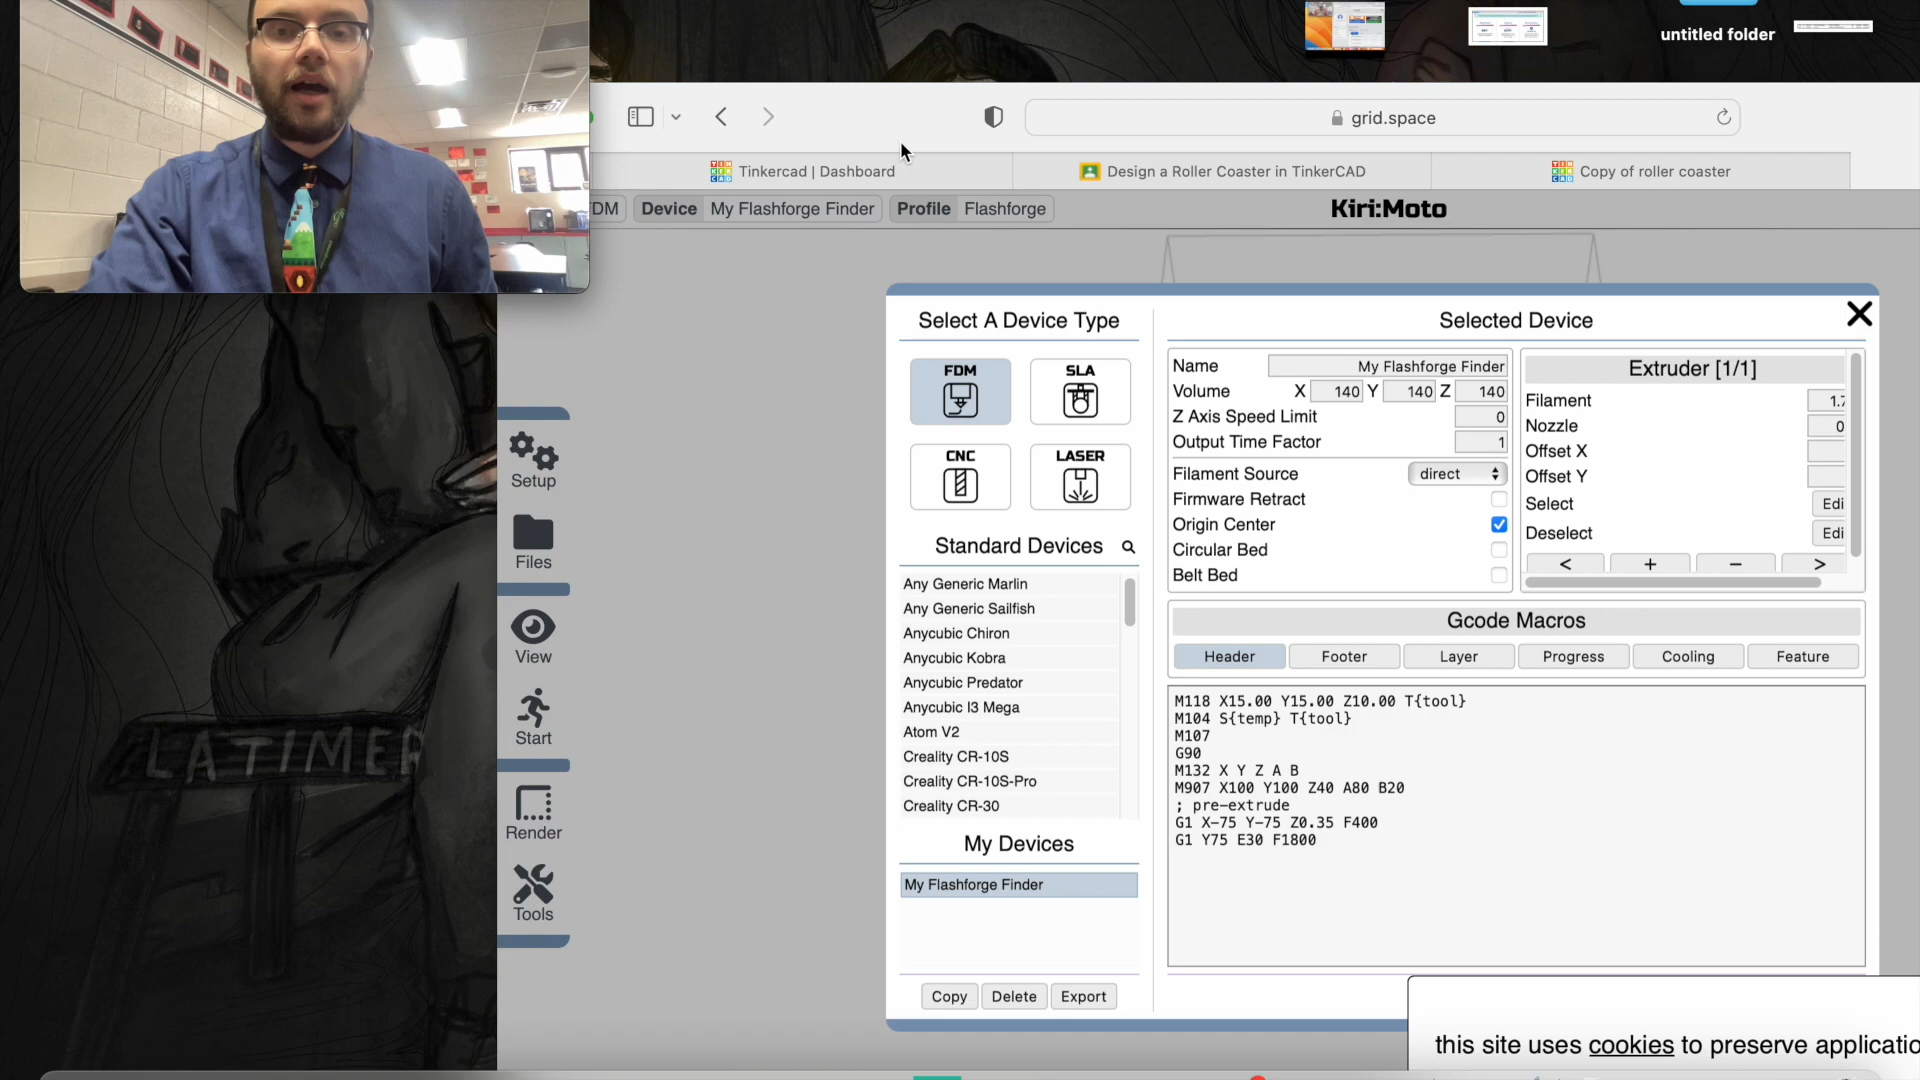 untitled folder
grid.space
Tinkercad | Dashboard
Design a Roller Coaster in TinkerCAD
Copy of roller coaster
DM
Device My Flashforge Finder
Profile Flashforge
Kiri:Moto
Select A Device Type
FDM
SLA
CNC
LASER
Standard Devices
Any Generic Marlin
Any Generic Sailfish
Anycubic Chiron
Anycubic Kobra
Anycubic Predator
Anycubic I3 Mega
Atom V2
Creality CR-10S
Creality CR-10S-Pro
Creality CR-30
My Devices
My Flashforge Finder
Copy
Delete
Export
Selected Device
Name My Flashforge Finder
Volume X 140 Y 140 Z 140
Z Axis Speed Limit 0
Output Time Factor 1
Filament Source direct
Firmware Retract
Origin Center
Circular Bed
Belt Bed
Extruder [1/1]
Filament 1.7
Nozzle 0
Offset X
Offset Y
Select Edi
Deselect Edi
< + − >
Gcode Macros
Header
Footer
Layer
Progress
Cooling
Feature
M118 X15.00 Y15.00 Z10.00 T{tool}
M104 S{temp} T{tool}
M107
G90
M132 X Y Z A B
M907 X100 Y100 Z40 A80 B20
; pre-extrude
G1 X-75 Y-75 Z0.35 F400
G1 Y75 E30 F1800
Setup
Files
View
Start
Render
Tools
LATIMER
this site uses cookies to preserve applicatio